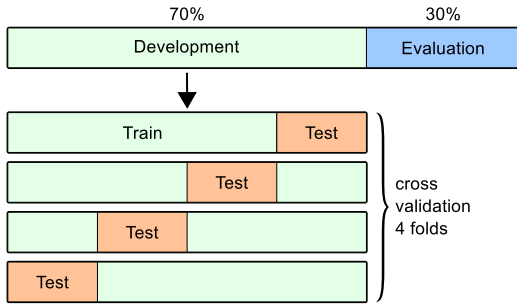 70% 30%
Development Evaluation
Train Test
Test
Test
Test
cross
validation
4 folds